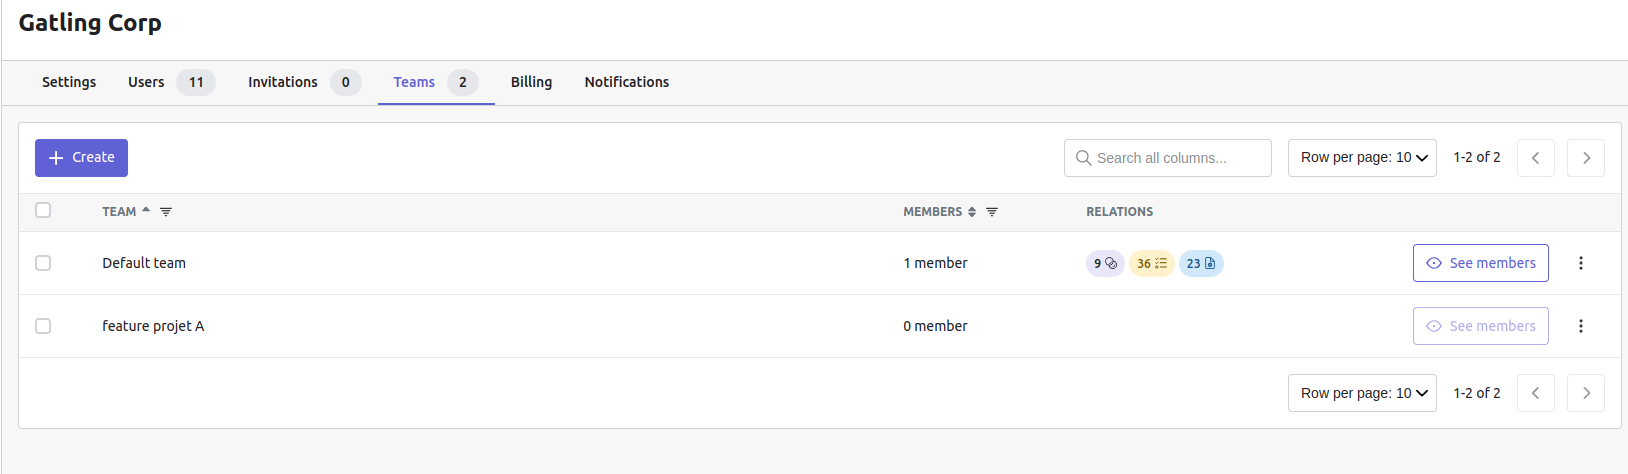 Gatling Corp
Settings Users 11 Invitations 0 Teams 2 Billing Notifications
Create Search all columns... Row per page: 10 1-2 of 2
TEAM MEMBERS RELATIONS
Default team 1 member 9 36 23 See members
feature projet A 0 member See members
Row per page: 10 1-2 of 2